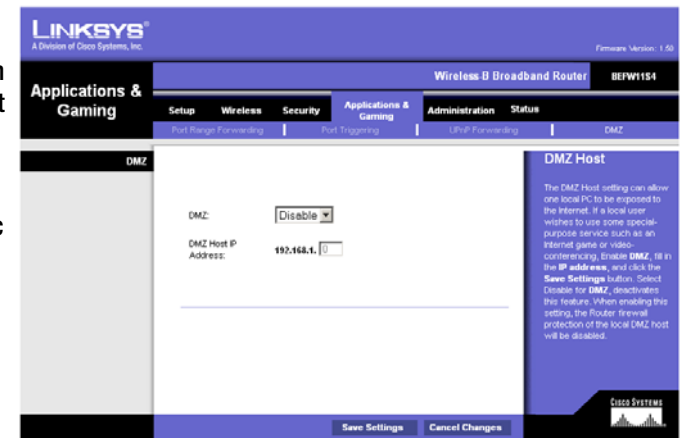 LINKSYS®
A Division of Cisco Systems, Inc.
Firmware Version: 1.50
Applications & Gaming
Wireless-B Broadband Router BEFW11S4
Setup Wireless Security Applications & Gaming Administration Status
Port Range Forwarding Port Triggering UPnP Forwarding DMZ
DMZ
DMZ: Disable
DMZ Host IP
Address: 192.168.1. 0
DMZ Host
The DMZ Host setting can allow
one local PC to be exposed to
the Internet. If a local user
wishes to use some special-
purpose service such as an
Internet game or video-
conferencing, Enable DMZ, fill in
the IP address, and click the
Save Settings button. Select
Disable for DMZ, deactivates
this feature. When enabling this
setting, the Router firewall
protection of the local DMZ host
will be disabled.
CISCO SYSTEMS
Save Settings Cancel Changes